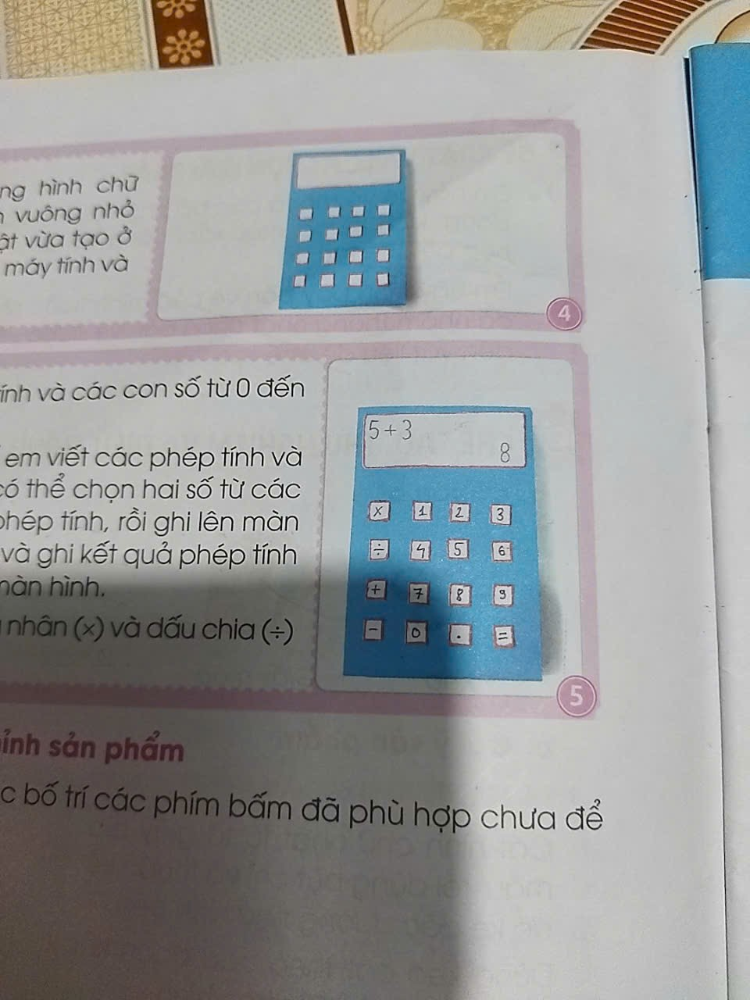 ng hình chữ
vuông nhỏ
ật vừa tạo ở
máy tính và
4
ính và các con số từ 0 đến
em viết các phép tính và
có thể chọn hai số từ các
phép tính, rồi ghi lên màn
và ghi kết quả phép tính
màn hình.
nhân (x) và dấu chia (÷)
5+3
8
x 1 2 3
÷ 4 5 6
+ 7 8 9
- 0 . =
5
ỉnh sản phẩm
c bố trí các phím bấm đã phù hợp chưa để